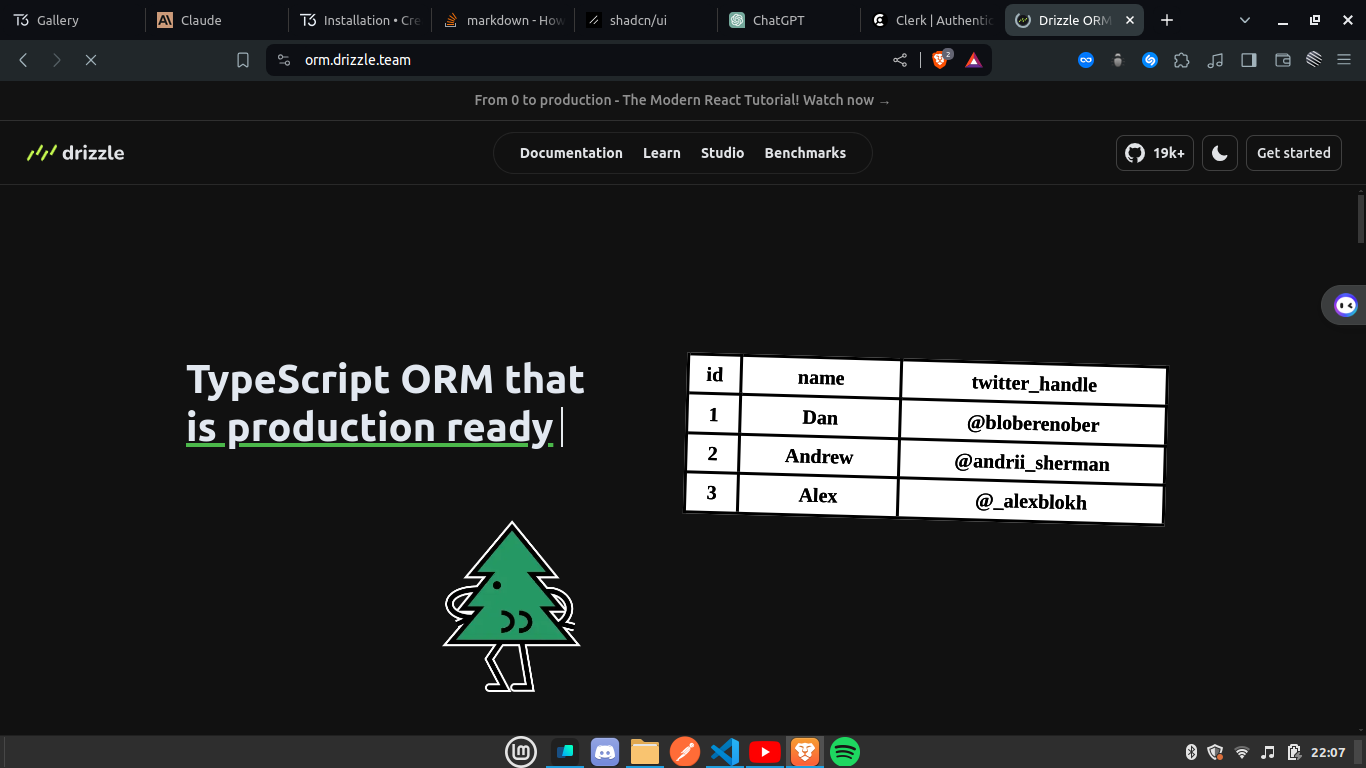 Gallery
Claude
Installation • Cre
markdown - How
shadcn/ui
ChatGPT
Clerk | Authentic
Drizzle ORM
orm.drizzle.team
2
From 0 to production - The Modern React Tutorial! Watch now →
drizzle
Documentation Learn Studio Benchmarks
19k+
Get started
TypeScript ORM that
is production ready
id name twitter_handle
1 Dan @bloberenober
2 Andrew @andrii_sherman
3 Alex @_alexblokh
22:07